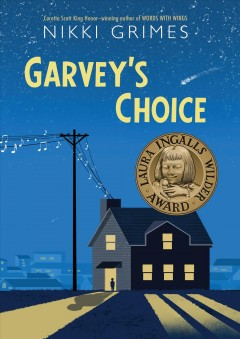 Coretta Scott King Honor–winning author of WORDS WITH WINGS
NIKKI GRIMES
GARVEY'S
CHOICE
LAURA INGALLS
WILDER
AWARD